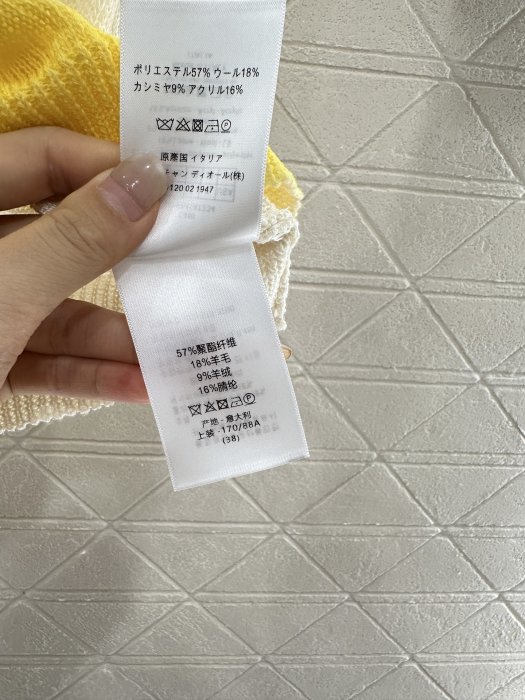 ポリエステル57% ウール18%
カシミヤ9% アクリル16%
原產国 イタリア
チャン ディオール(株)
120 02 1947
57%聚酯纤维
18%羊毛
9%羊绒
16%腈纶
产地 - 意大利
上装 - 170/88A
(38)